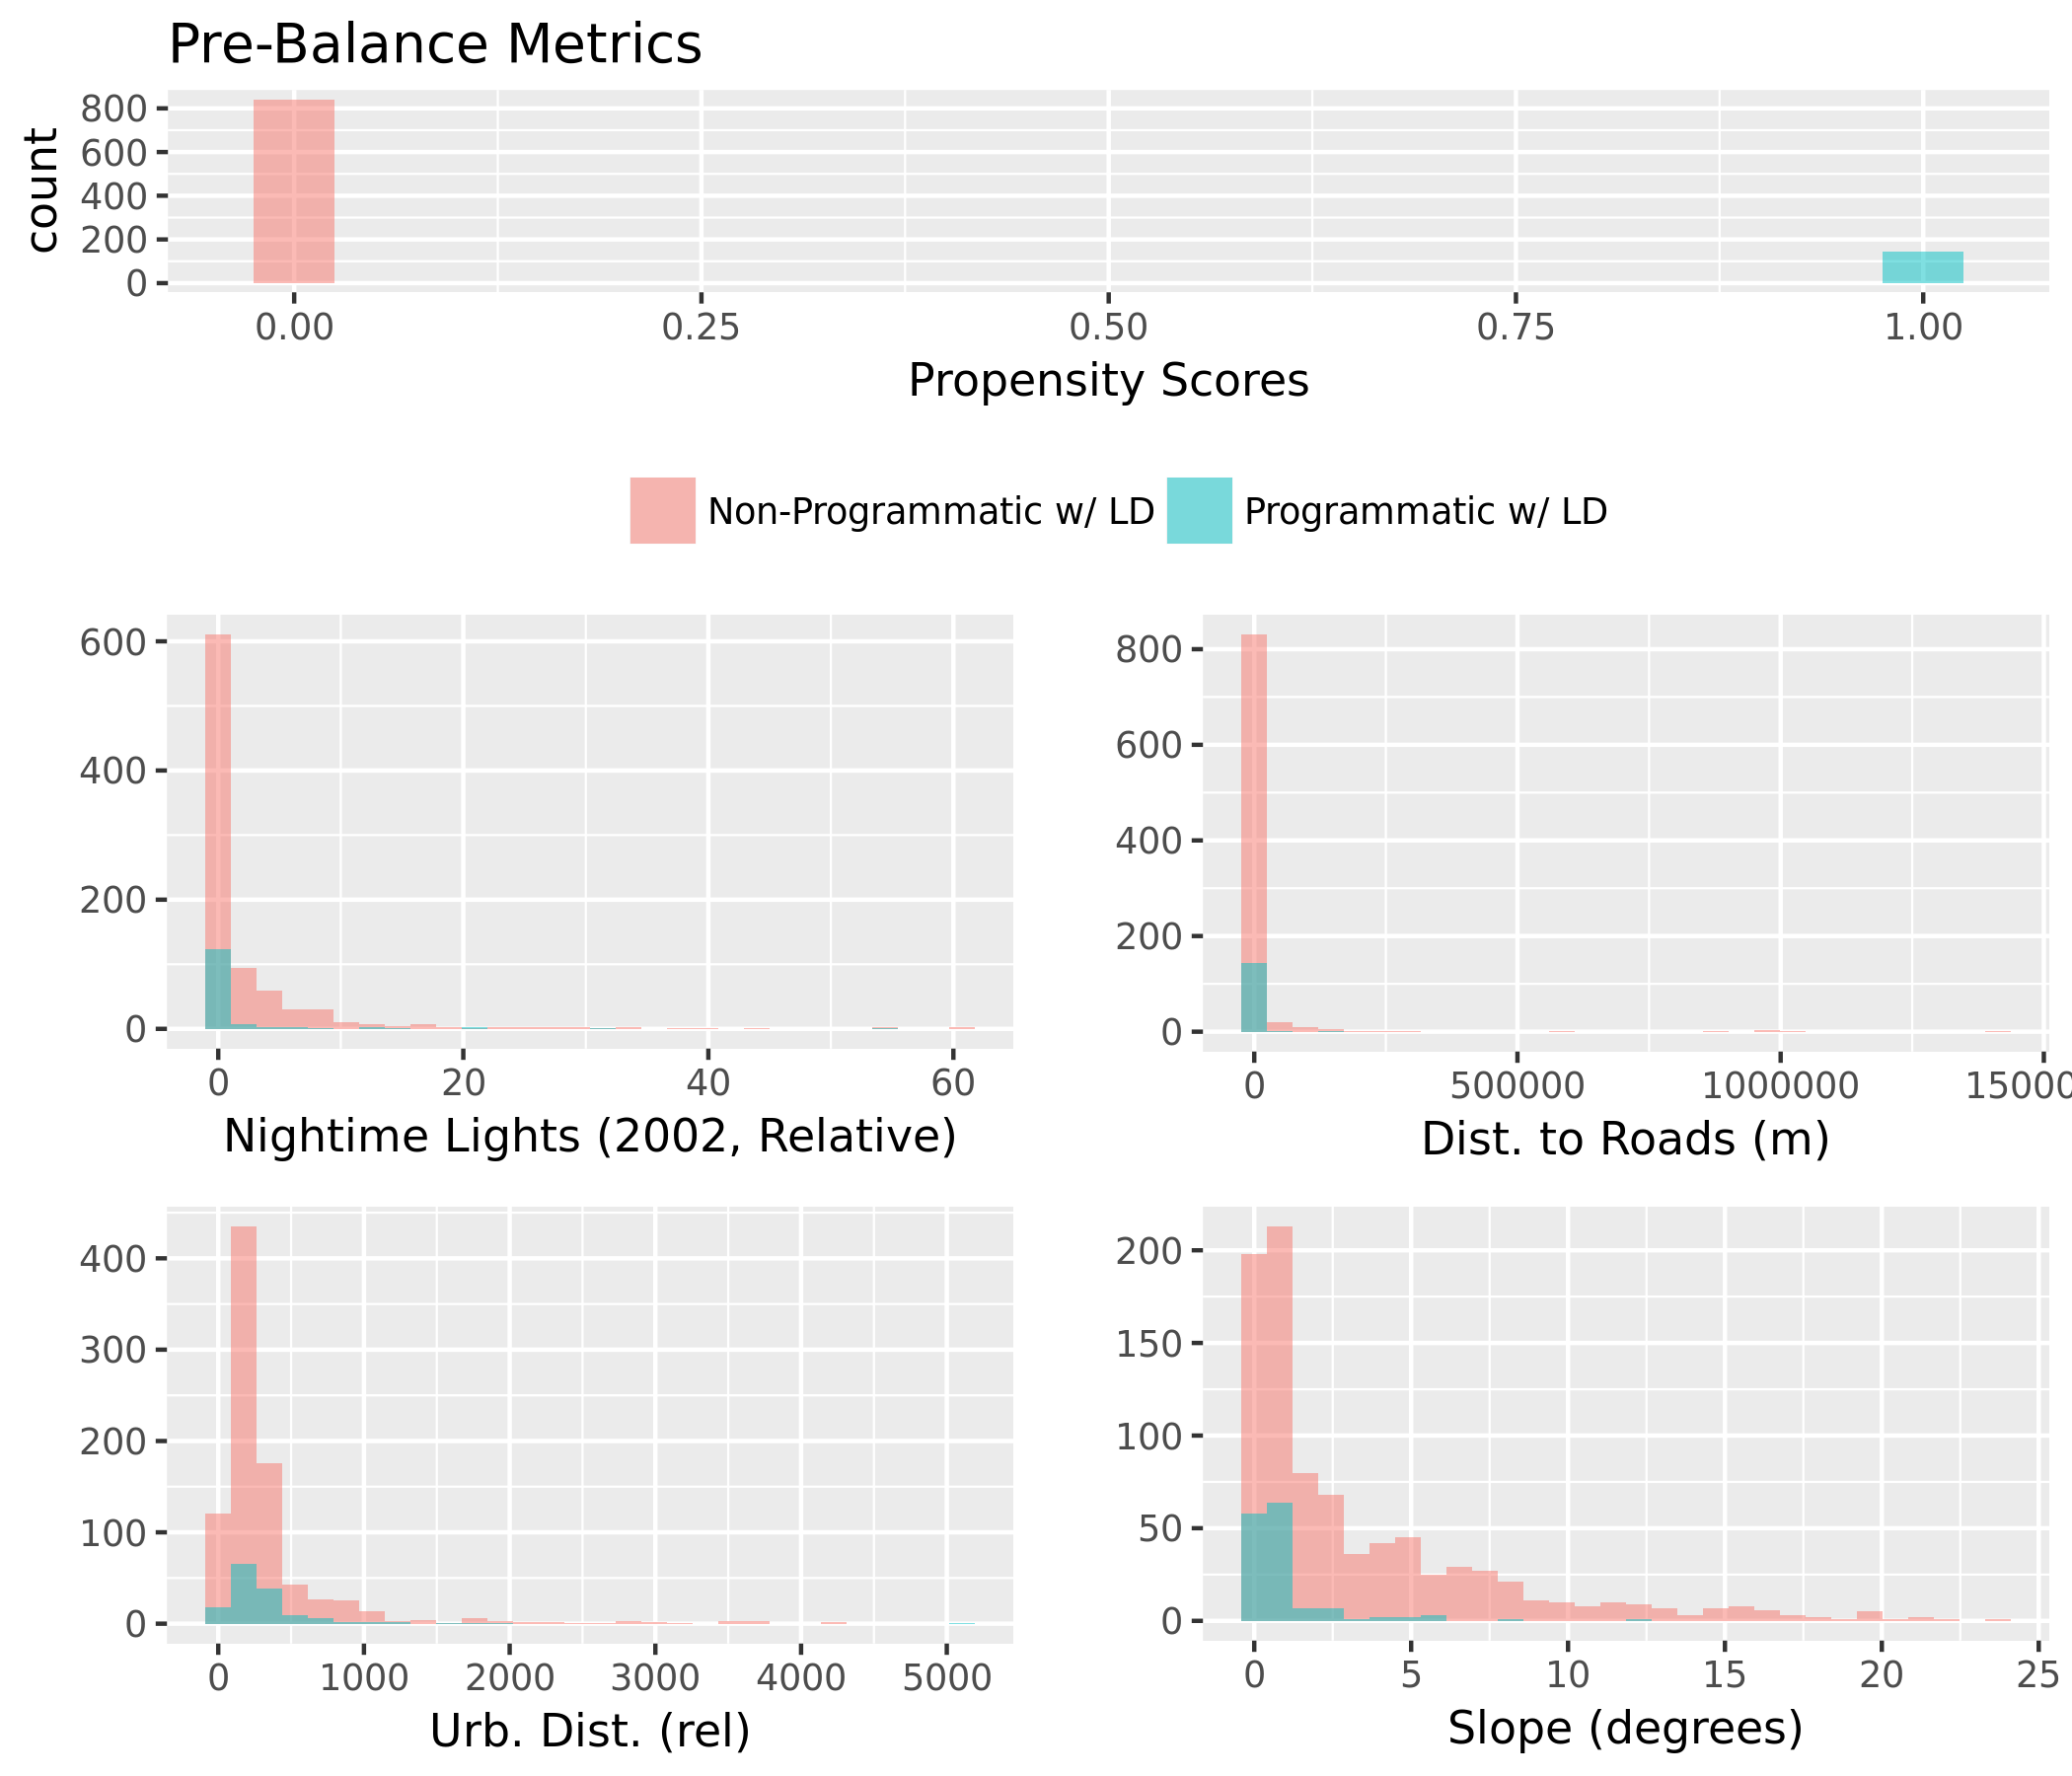 Pre-Balance Metrics
count
800
600
400
200
0
0.00 0.25 0.50 0.75 1.00
Propensity Scores
Non-Programmatic w/ LD Programmatic w/ LD
600
400
200
0
0 20 40 60
Nightime Lights (2002, Relative)
800
600
400
200
0
0 500000 1000000 15000
Dist. to Roads (m)
400
300
200
100
0
0 1000 2000 3000 4000 5000
Urb. Dist. (rel)
200
150
100
50
0
0 5 10 15 20 25
Slope (degrees)